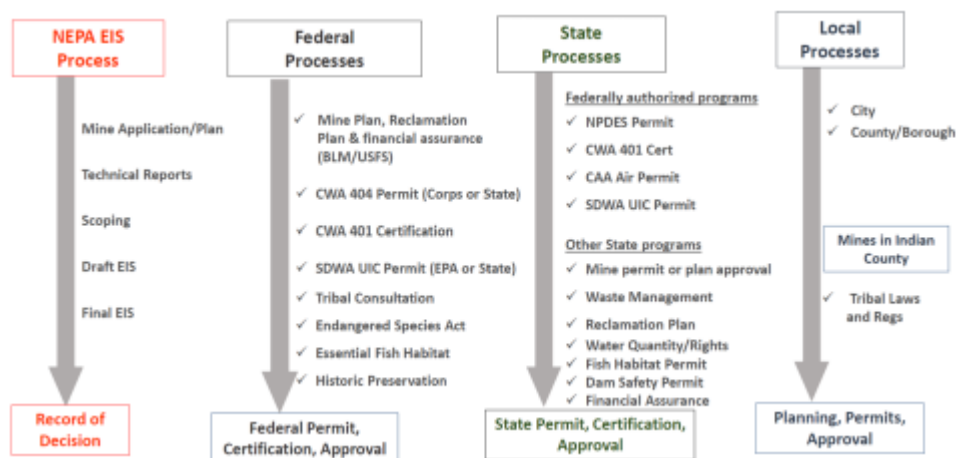 NEPA EIS
Process
Mine Application/Plan
Technical Reports
Scoping
Draft EIS
Final EIS
Record of
Decision
Federal
Processes
✓ Mine Plan, Reclamation
Plan & financial assurance
(BLM/USFS)
✓ CWA 404 Permit (Corps or State)
✓ CWA 401 Certification
✓ SDWA UIC Permit (EPA or State)
✓ Tribal Consultation
✓ Endangered Species Act
✓ Essential Fish Habitat
✓ Historic Preservation
Federal Permit,
Certification, Approval
State
Processes
Federally authorized programs
✓ NPDES Permit
✓ CWA 401 Cert
✓ CAA Air Permit
✓ SDWA UIC Permit
Other State programs
✓ Mine permit or plan approval
✓ Waste Management
✓ Reclamation Plan
✓ Water Quantity/Rights
✓ Fish Habitat Permit
✓ Dam Safety Permit
✓ Financial Assurance
State Permit, Certification,
Approval
Local
Processes
✓ City
✓ County/Borough
Mines in Indian
County
✓ Tribal Laws
and Regs
Planning, Permits,
Approval